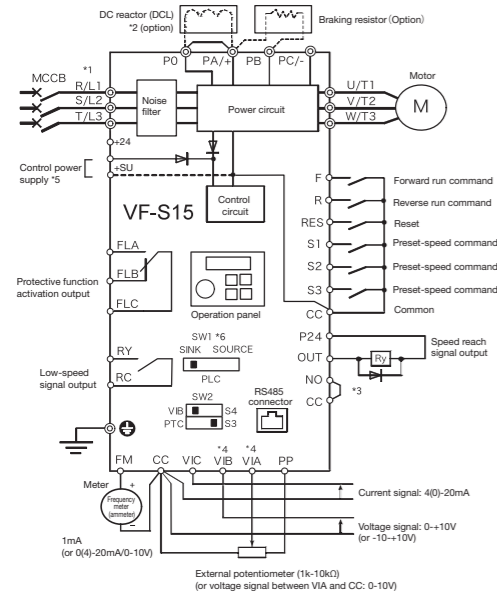 DC reactor (DCL)
*2 (option)
Braking resistor (Option)
P0 PA/+ PB PC/-
MCCB *1
R/L1
S/L2
T/L3
Noise
filter
Power circuit
U/T1
V/T2
W/T3
Motor
M
+24
Control power
supply *5
+SU
Control
circuit
VF-S15
F Forward run command
R Reverse run command
RES Reset
S1 Preset-speed command
S2 Preset-speed command
S3 Preset-speed command
CC Common
FLA
FLB
FLC
Protective function
activation output
Operation panel
P24
OUT
Ry
Speed reach
signal output
NO
CC
*3
RY
RC
Low-speed
signal output
SW1 *6
SINK SOURCE
PLC
SW2
VIB S4
PTC S3
RS485
connector
*4 *4
FM CC VIC VIB VIA PP
Meter + -
Frequency
meter
(ammeter)
1mA
(or 0(4)-20mA/0-10V)
Current signal: 4(0)-20mA
Voltage signal: 0-+10V
(or -10-+10V)
External potentiometer (1k-10kΩ)
(or voltage signal between VIA and CC: 0-10V)